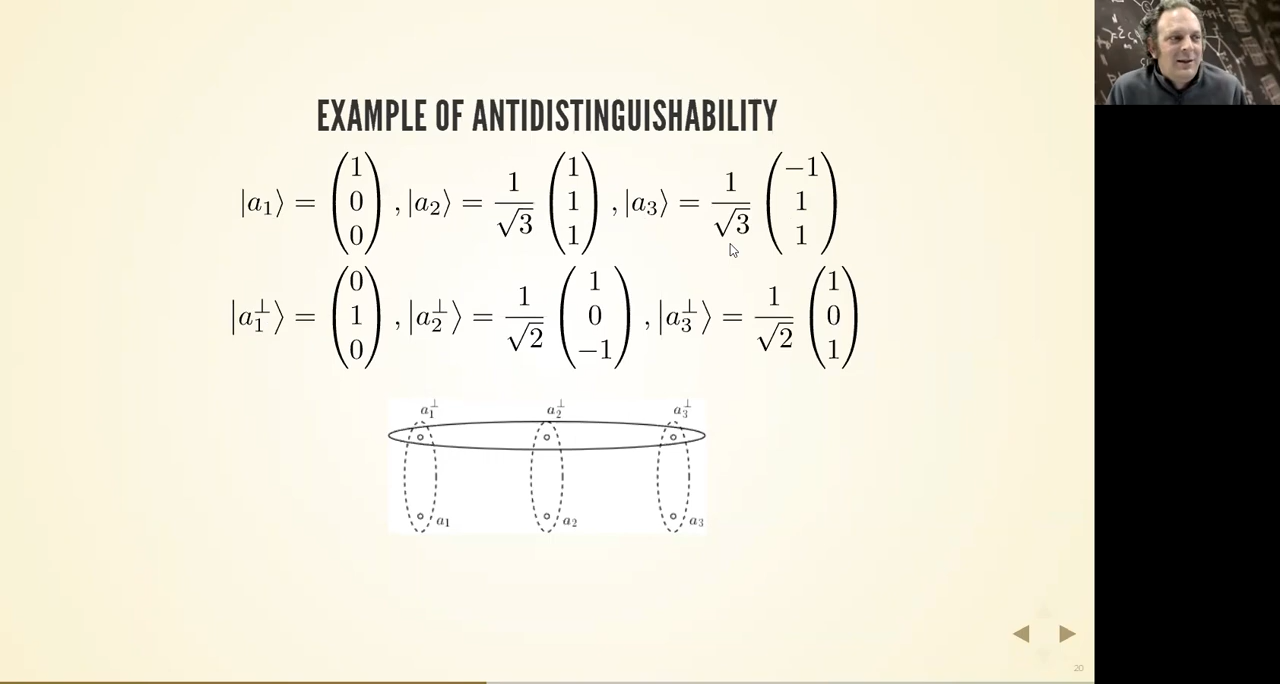 EXAMPLE OF ANTIDISTINGUISHABILITY
|a₁⟩ = (1 0 0), |a₂⟩ = 1/√3 (1 1 1), |a₃⟩ = 1/√3 (−1 1 1)
|a₁^⊥⟩ = (0 1 0), |a₂^⊥⟩ = 1/√2 (1 0 −1), |a₃^⊥⟩ = 1/√2 (1 0 1)
a₁^⊥ a₂^⊥ a₃^⊥
a₁ a₂ a₃
20